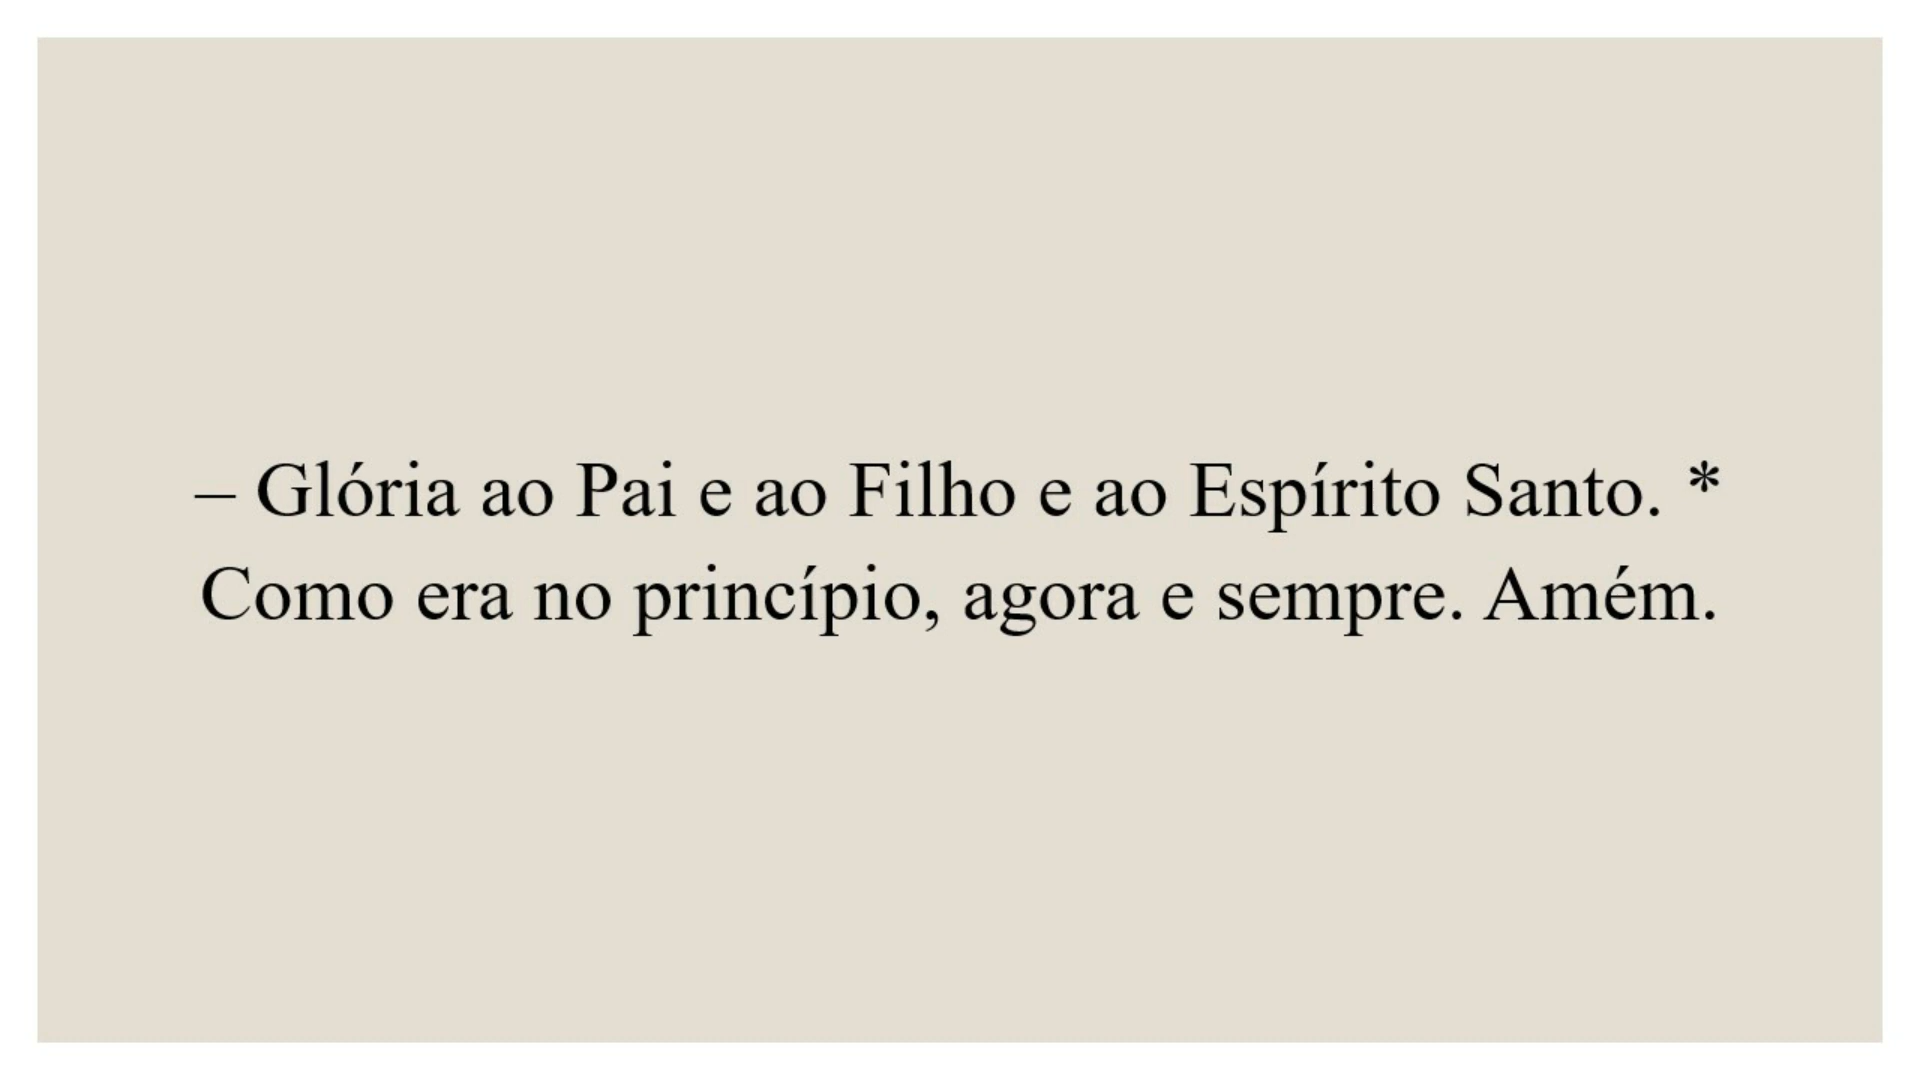 – Glória ao Pai e ao Filho e ao Espírito Santo. *
Como era no princípio, agora e sempre. Amém.